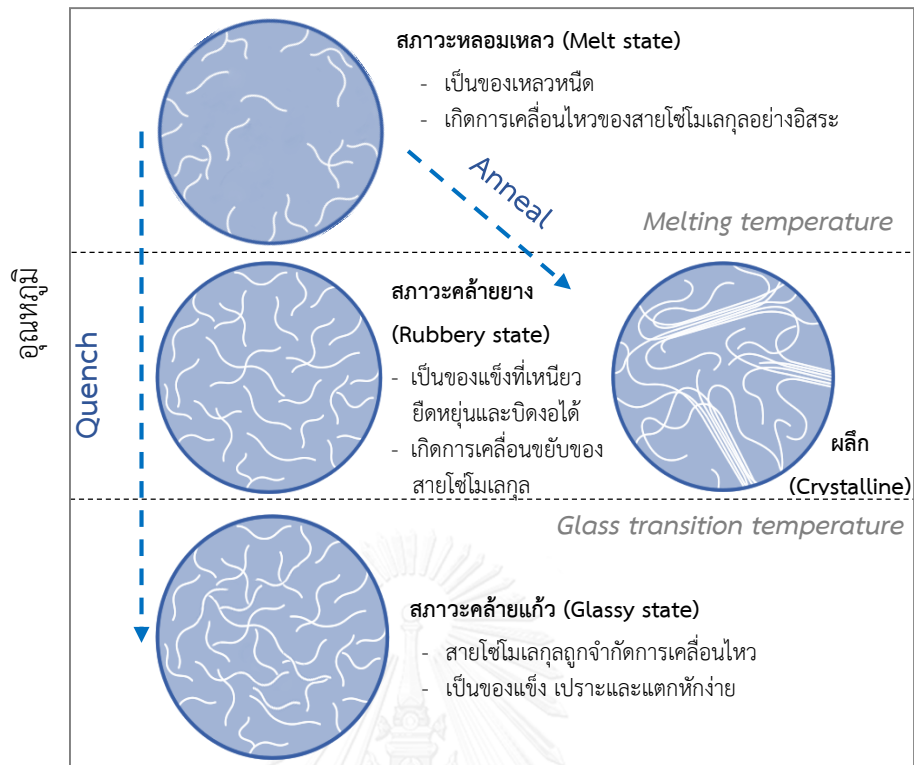 สภาวะหลอมเหลว (Melt state)
- เป็นของเหลวหนืด
- เกิดการเคลื่อนไหวของสายโซ่โมเลกุลอย่างอิสระ
Anneal
Melting temperature
อุณหภูมิ
Quench
สภาวะคล้ายยาง
(Rubbery state)
- เป็นของแข็งที่เหนียว
ยืดหยุ่นและบิดงอได้
- เกิดการเคลื่อนขยับของ
สายโซ่โมเลกุล
ผลึก
(Crystalline)
Glass transition temperature
สภาวะคล้ายแก้ว (Glassy state)
- สายโซ่โมเลกุลถูกจำกัดการเคลื่อนไหว
- เป็นของแข็ง เปราะและแตกหักง่าย